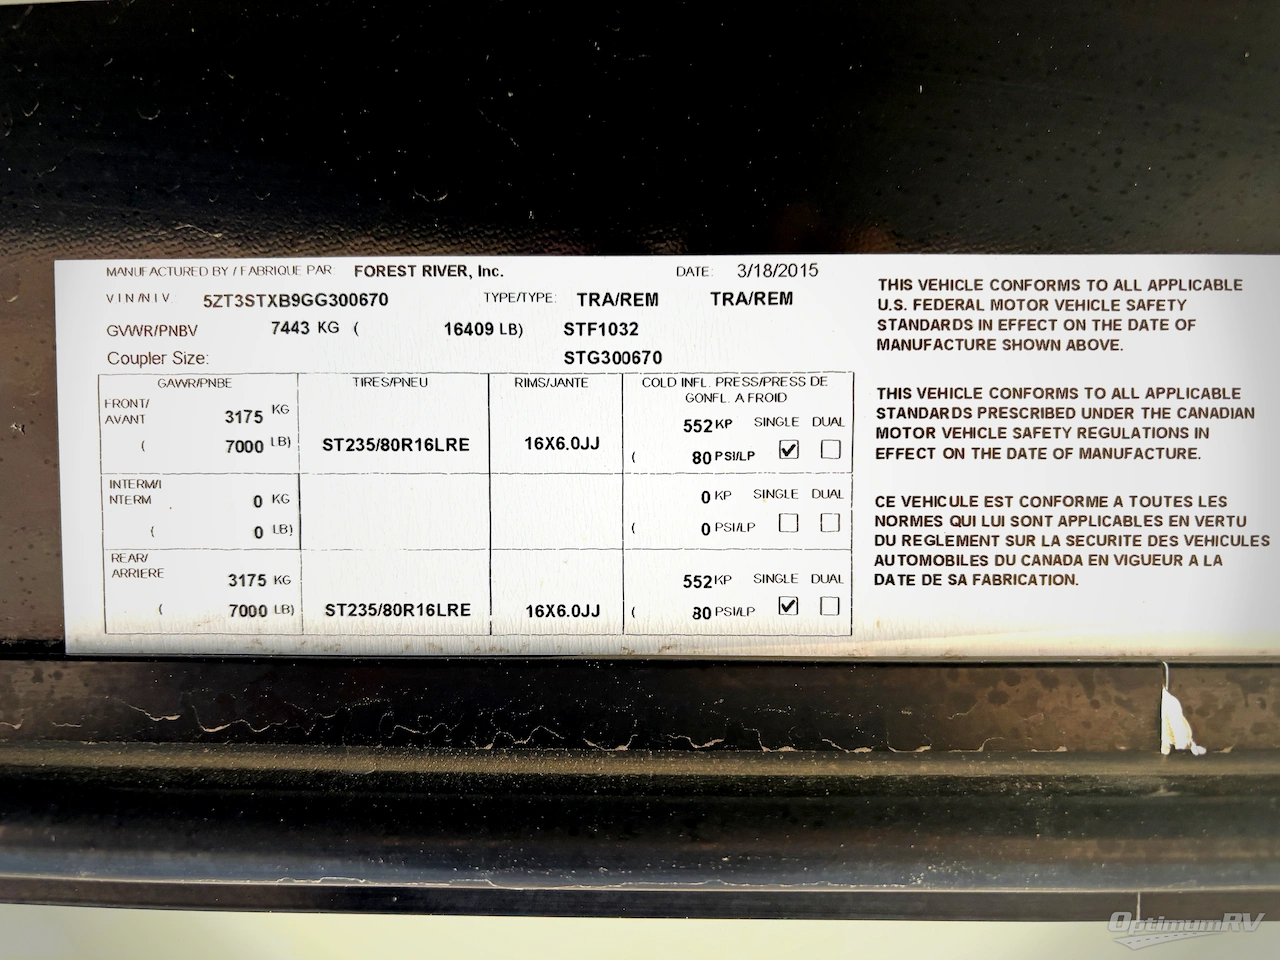 MANUFACTURED BY / FABRIQUE PAR FOREST RIVER, Inc. DATE: 3/18/2015
VIN/NIV 5ZT3STXB9GG300670 TYPE/TYPE: TRA/REM TRA/REM
GVWR/PNBV 7443 KG ( 16409 LB) STF1032
Coupler Size: STG300670
GAWR/PNBE TIRES/PNEU RIMS/JANTE COLD INFL. PRESS/PRESS DE
GONFL. A FROID
FRONT/
AVANT 3175 KG 552 KP SINGLE DUAL
( 7000 LB) ST235/80R16LRE 16X6.0JJ ( 80 PSI/LP
INTERM/I
NTERM 0 KG 0 KP SINGLE DUAL
( 0 LB) ( 0 PSI/LP
REAR/
ARRIERE 3175 KG 552 KP SINGLE DUAL
( 7000 LB) ST235/80R16LRE 16X6.0JJ ( 80 PSI/LP
THIS VEHICLE CONFORMS TO ALL APPLICABLE
U.S. FEDERAL MOTOR VEHICLE SAFETY
STANDARDS IN EFFECT ON THE DATE OF
MANUFACTURE SHOWN ABOVE.
THIS VEHICLE CONFORMS TO ALL APPLICABLE
STANDARDS PRESCRIBED UNDER THE CANADIAN
MOTOR VEHICLE SAFETY REGULATIONS IN
EFFECT ON THE DATE OF MANUFACTURE.
CE VEHICULE EST CONFORME A TOUTES LES
NORMES QUI LUI SONT APPLICABLES EN VERTU
DU REGLEMENT SUR LA SECURITE DES VEHICULES
AUTOMOBILES DU CANADA EN VIGUEUR A LA
DATE DE SA FABRICATION.
OptimumRV